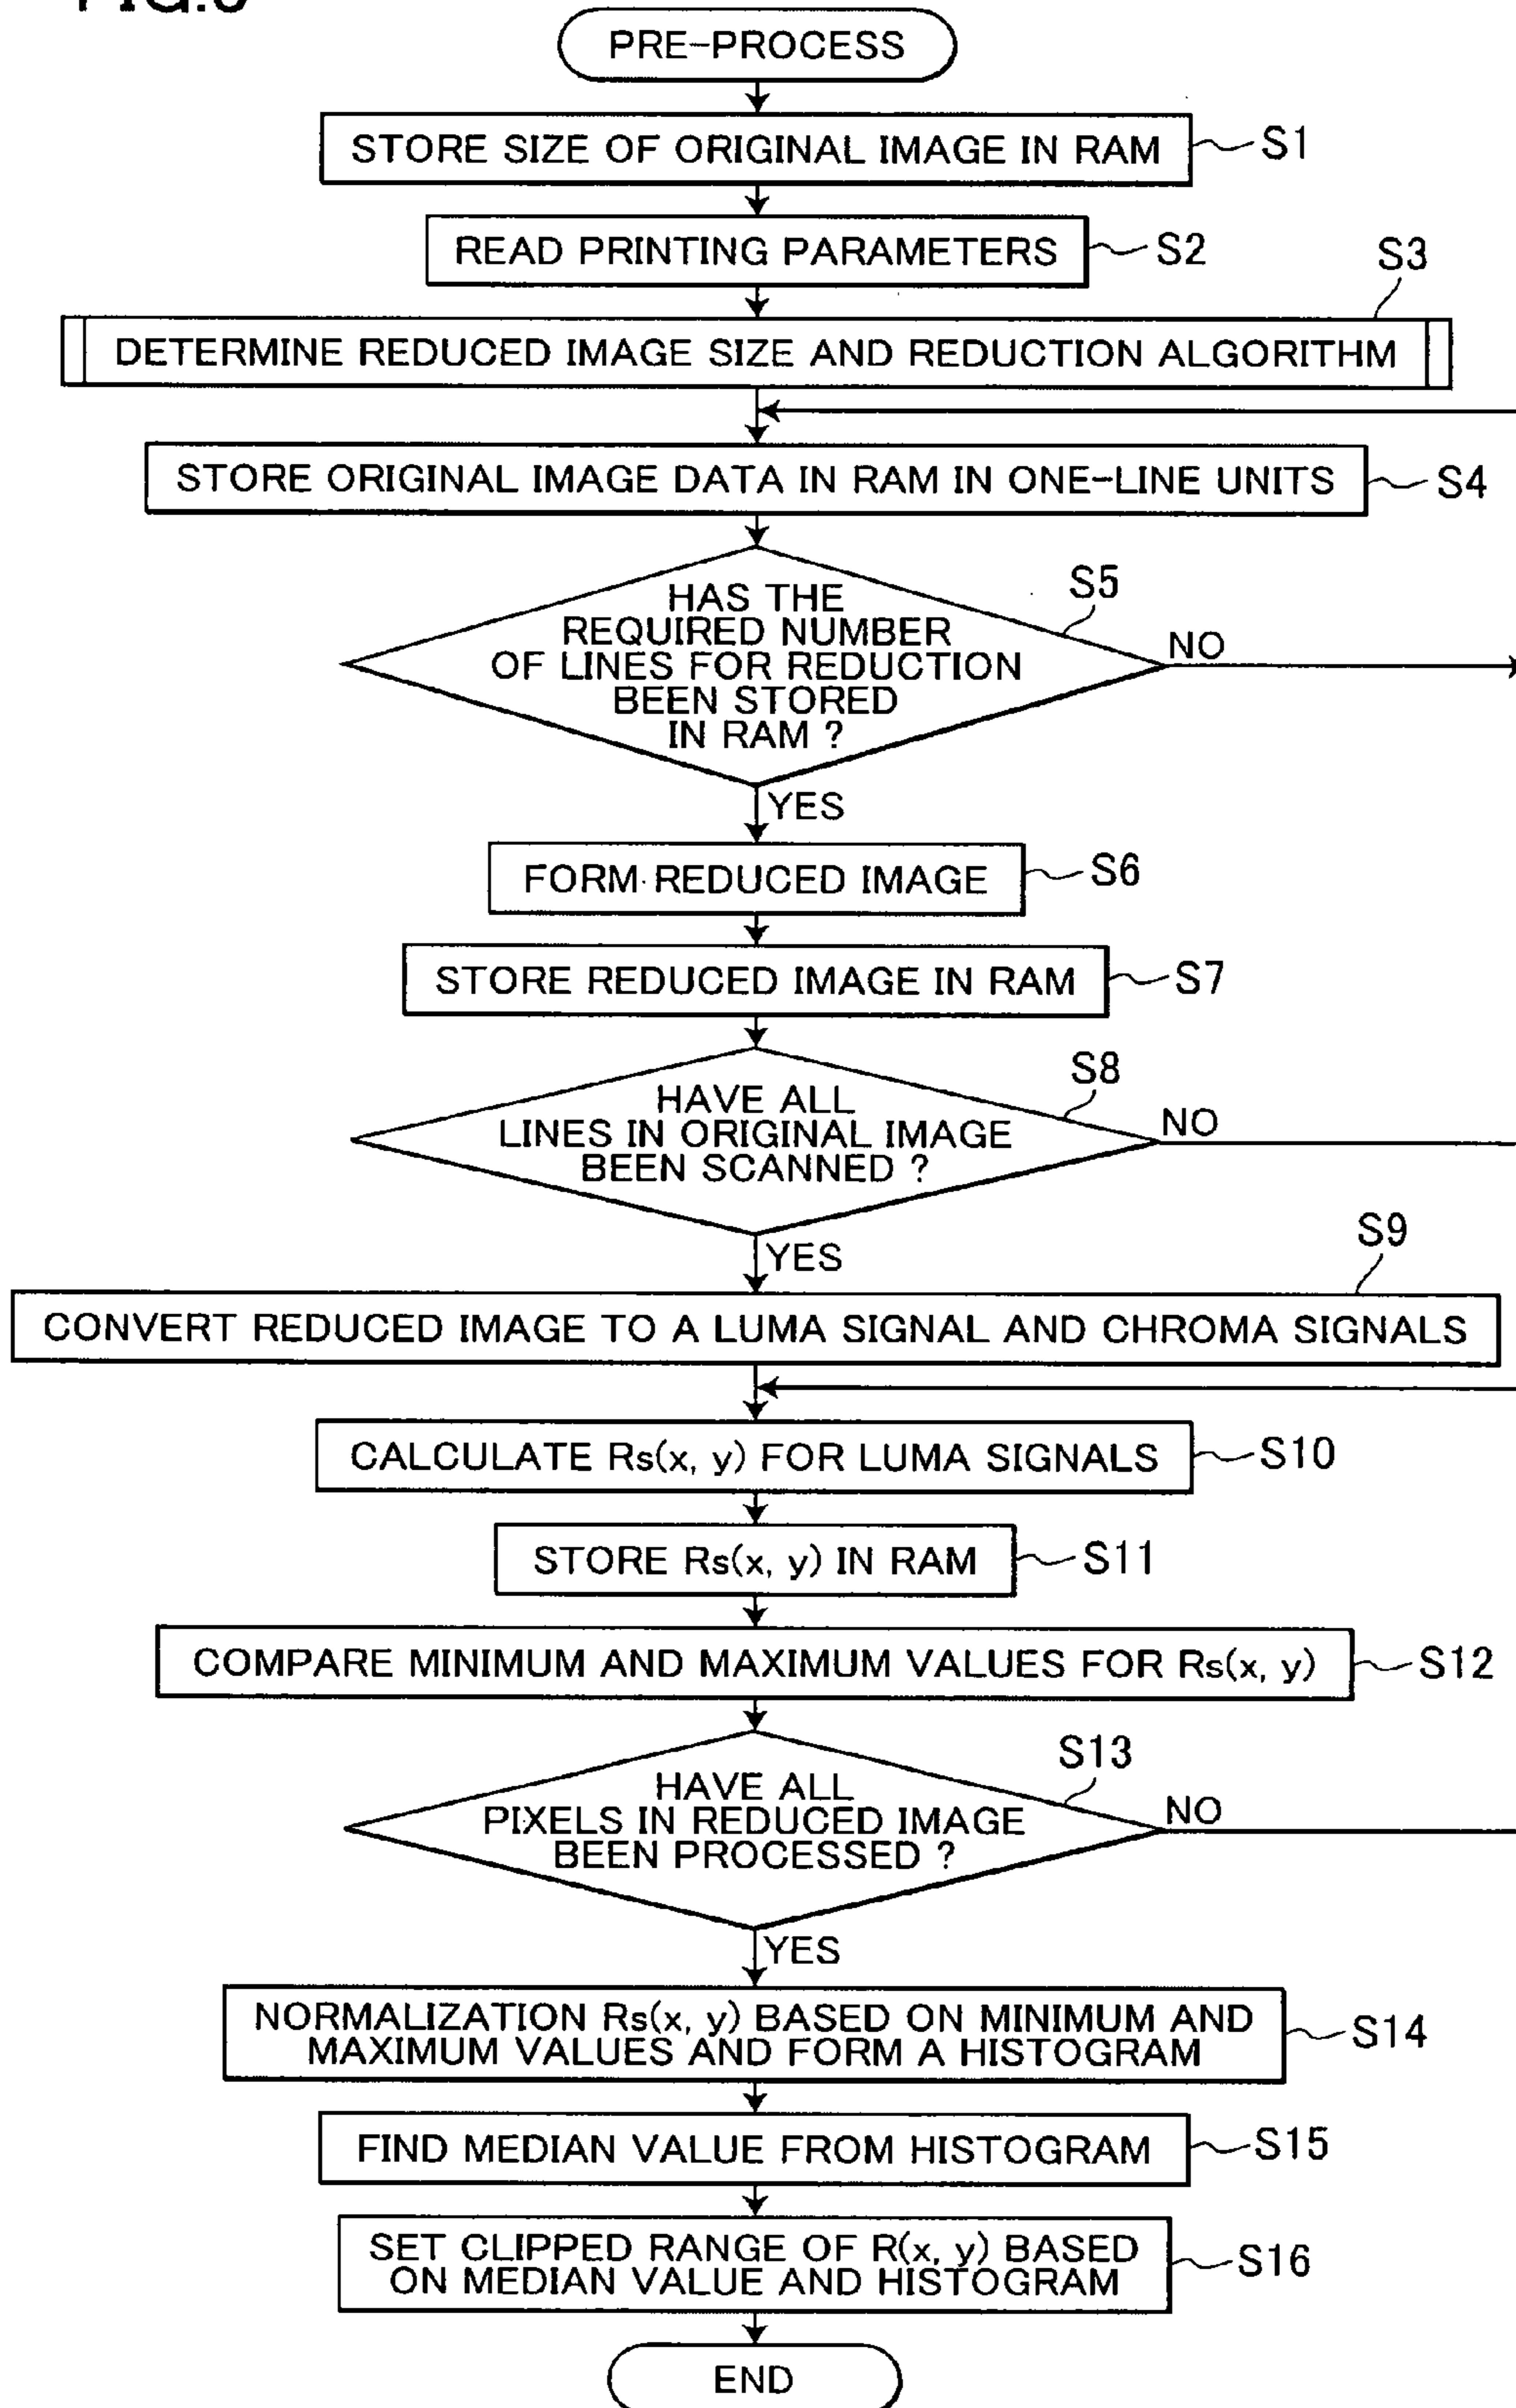 PRE-PROCESS
STORE SIZE OF ORIGINAL IMAGE IN RAM
S1
READ PRINTING PARAMETERS
S2
S3
DETERMINE REDUCED IMAGE SIZE AND REDUCTION ALGORITHM
STORE ORIGINAL IMAGE DATA IN RAM IN ONE-LINE UNITS
S4
S5
HAS THE
REQUIRED NUMBER
OF LINES FOR REDUCTION
BEEN STORED
IN RAM ?
NO
YES
FORM REDUCED IMAGE
S6
STORE REDUCED IMAGE IN RAM
S7
S8
HAVE ALL
LINES IN ORIGINAL IMAGE
BEEN SCANNED ?
NO
YES
S9
CONVERT REDUCED IMAGE TO A LUMA SIGNAL AND CHROMA SIGNALS
CALCULATE Rs(x, y) FOR LUMA SIGNALS
S10
STORE Rs(x, y) IN RAM
S11
COMPARE MINIMUM AND MAXIMUM VALUES FOR Rs(x, y)
S12
S13
HAVE ALL
PIXELS IN REDUCED IMAGE
BEEN PROCESSED ?
NO
YES
NORMALIZATION Rs(x, y) BASED ON MINIMUM AND
MAXIMUM VALUES AND FORM A HISTOGRAM
S14
FIND MEDIAN VALUE FROM HISTOGRAM
S15
SET CLIPPED RANGE OF R(x, y) BASED
ON MEDIAN VALUE AND HISTOGRAM
S16
END